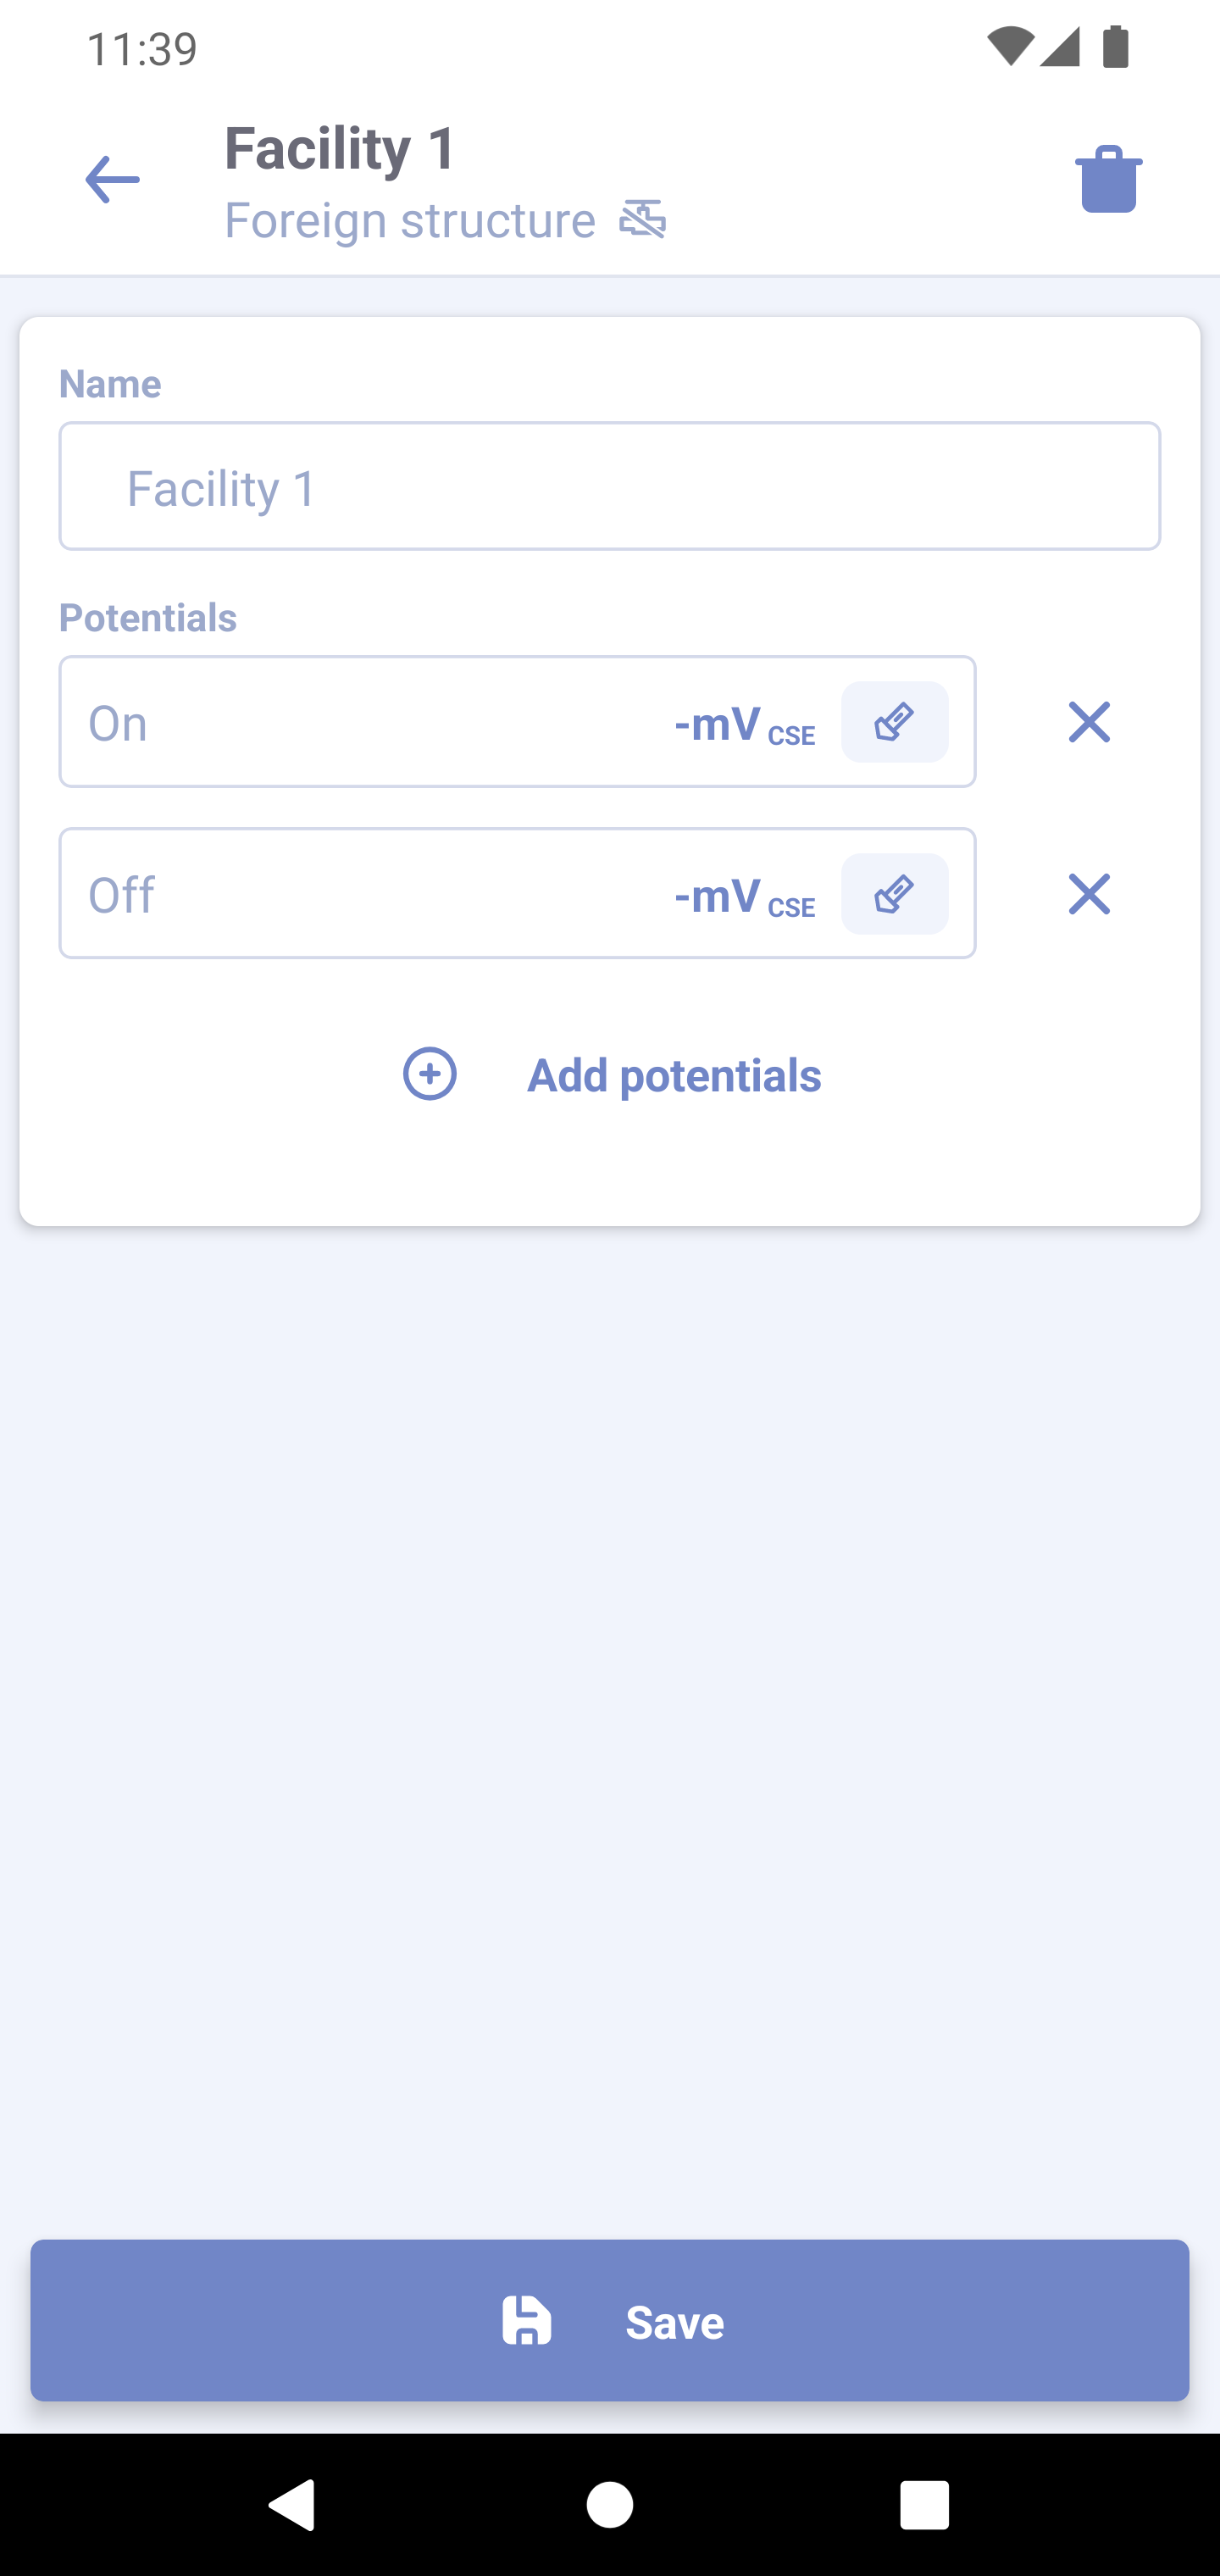 11:39
Facility 1
Foreign structure
Name
Facility 1
Potentials
On -mV CSE
Off -mV CSE
Add potentials
Save